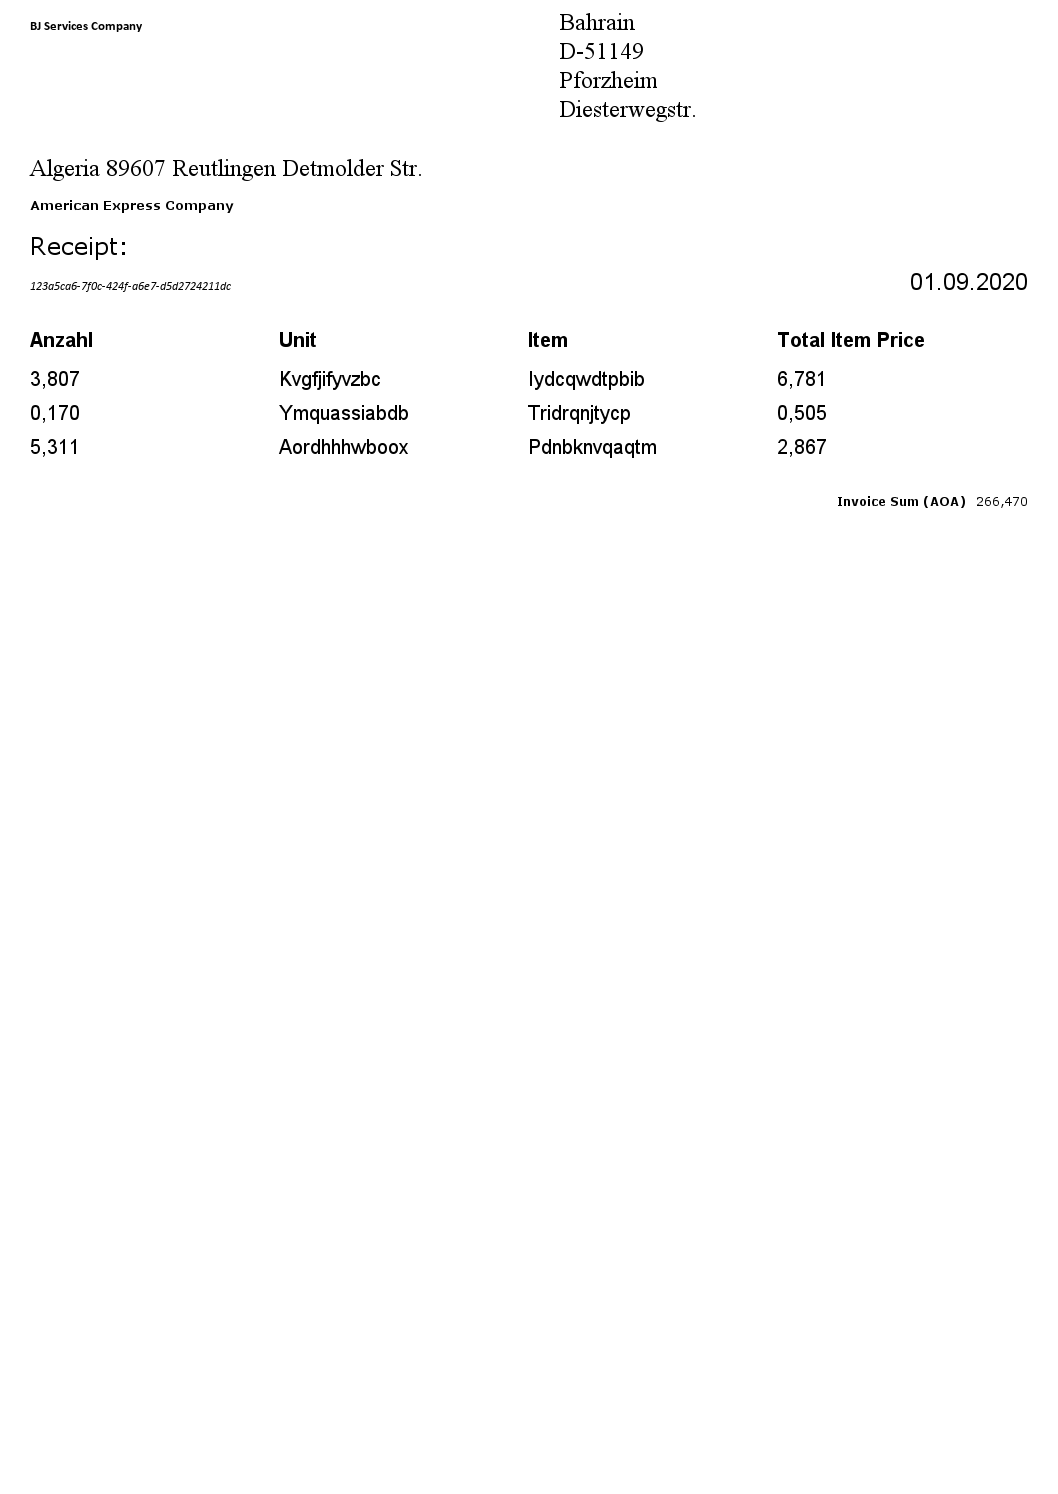 BJ Services Company
Bahrain
D-51149
Pforzheim
Diesterwegstr.
Algeria 89607 Reutlingen Detmolder Str.
American Express Company
Receipt:
123a5ca6-7f0c-424f-a6e7-d5d2724211dc
01.09.2020
Anzahl Unit Item Total Item Price
3,807 Kvgfjifyvzbc Iydcqwdtpbib 6,781
0,170 Ymquassiabdb Tridrqnjtycp 0,505
5,311 Aordhhhwboox Pdnbknvqaqtm 2,867
Invoice Sum (AOA) 266,470